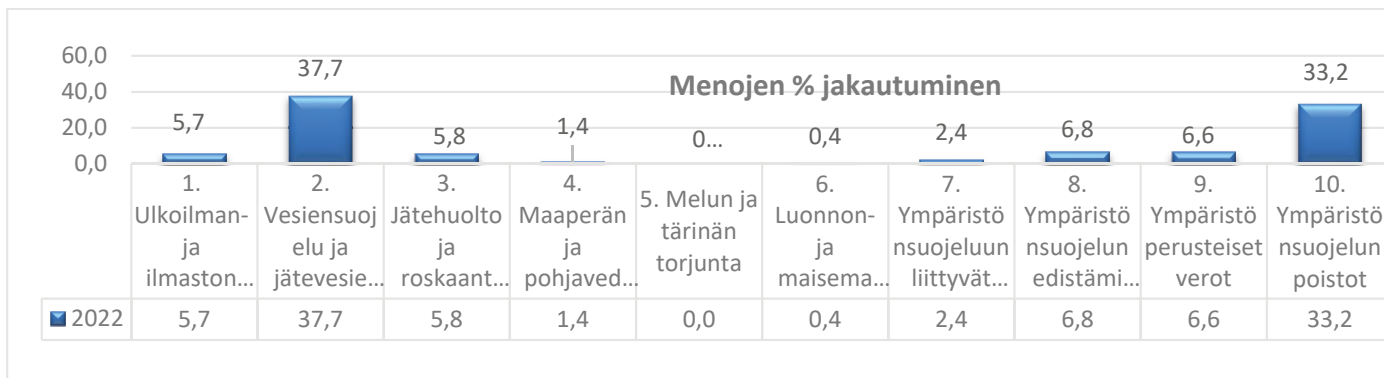 Menojen % jakautuminen
60,0
40,0
20,0
0,0
5,7
37,7
5,8
1,4
0…
0,4
2,4
6,8
6,6
33,2
1.
Ulkoilman-
ja
ilmaston…
2.
Vesiensuoj
elu ja
jätevesie…
3.
Jätehuolto
ja
roskaant…
4.
Maaperän
ja
pohjaved…
5. Melun ja
tärinän
torjunta
6.
Luonnon-
ja
maisema…
7.
Ympäristö
nsuojeluun
liittyvät…
8.
Ympäristö
nsuojelun
edistämi…
9.
Ympäristö
perusteiset
verot
10.
Ympäristö
nsuojelun
poistot
2022 5,7 37,7 5,8 1,4 0,0 0,4 2,4 6,8 6,6 33,2